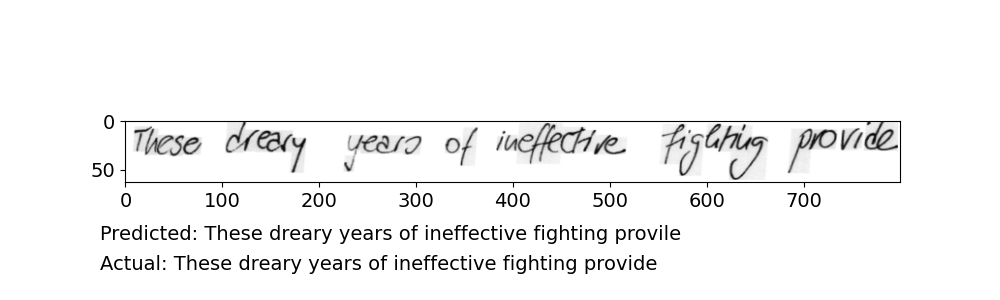 0
These dreary years of ineffective fighting provide
50
0 100 200 300 400 500 600 700
Predicted: These dreary years of ineffective fighting provile
Actual: These dreary years of ineffective fighting provide